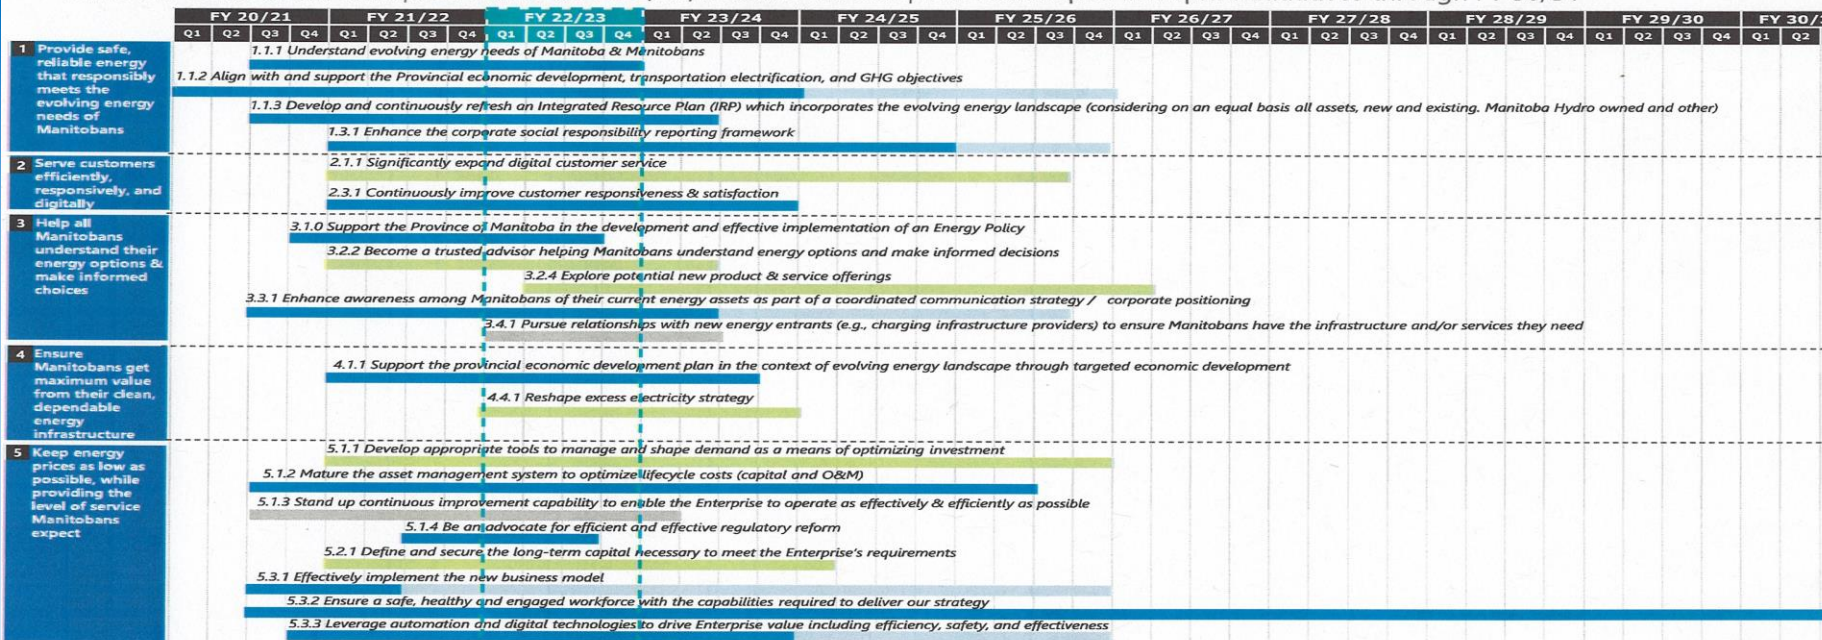 FY 20/21 FY 21/22 FY 22/23 FY 23/24 FY 24/25 FY 25/26 FY 26/27 FY 27/28 FY 28/29 FY 29/30 FY 30/3
Q1 Q2 Q3 Q4 Q1 Q2 Q3 Q4 Q1 Q2 Q3 Q4 Q1 Q2 Q3 Q4 Q1 Q2 Q3 Q4 Q1 Q2 Q3 Q4 Q1 Q2 Q3 Q4 Q1 Q2 Q3 Q4 Q1 Q2 Q3 Q4 Q1 Q2 Q3 Q4 Q1 Q2
1 Provide safe,
reliable energy
that responsibly
meets the
evolving energy
needs of
Manitobans
1.1.1 Understand evolving energy needs of Manitoba & Manitobans
1.1.2 Align with and support the Provincial economic development, transportation electrification, and GHG objectives
1.1.3 Develop and continuously refresh an Integrated Resource Plan (IRP) which incorporates the evolving energy landscape (considering on an equal basis all assets, new and existing. Manitoba Hydro owned and other)
1.3.1 Enhance the corporate social responsibility reporting framework
2 Serve customers
efficiently,
responsively, and
digitally
2.1.1 Significantly expand digital customer service
2.3.1 Continuously improve customer responsiveness & satisfaction
3 Help all
Manitobans
understand their
energy options &
make informed
choices
3.1.0 Support the Province of Manitoba in the development and effective implementation of an Energy Policy
3.2.2 Become a trusted advisor helping Manitobans understand energy options and make informed decisions
3.2.4 Explore potential new product & service offerings
3.3.1 Enhance awareness among Manitobans of their current energy assets as part of a coordinated communication strategy / corporate positioning
3.4.1 Pursue relationships with new energy entrants (e.g., charging infrastructure providers) to ensure Manitobans have the infrastructure and/or services they need
4 Ensure
Manitobans get
maximum value
from their clean,
dependable
energy
infrastructure
4.1.1 Support the provincial economic development plan in the context of evolving energy landscape through targeted economic development
4.4.1 Reshape excess electricity strategy
5 Keep energy
prices as low as
possible, while
providing the
level of service
Manitobans
expect
5.1.1 Develop appropriate tools to manage and shape demand as a means of optimizing investment
5.1.2 Mature the asset management system to optimize lifecycle costs (capital and O&M)
5.1.3 Stand up continuous improvement capability to enable the Enterprise to operate as effectively & efficiently as possible
5.1.4 Be an advocate for efficient and effective regulatory reform
5.2.1 Define and secure the long-term capital necessary to meet the Enterprise's requirements
5.3.1 Effectively implement the new business model
5.3.2 Ensure a safe, healthy and engaged workforce with the capabilities required to deliver our strategy
5.3.3 Leverage automation and digital technologies to drive Enterprise value including efficiency, safety, and effectiveness